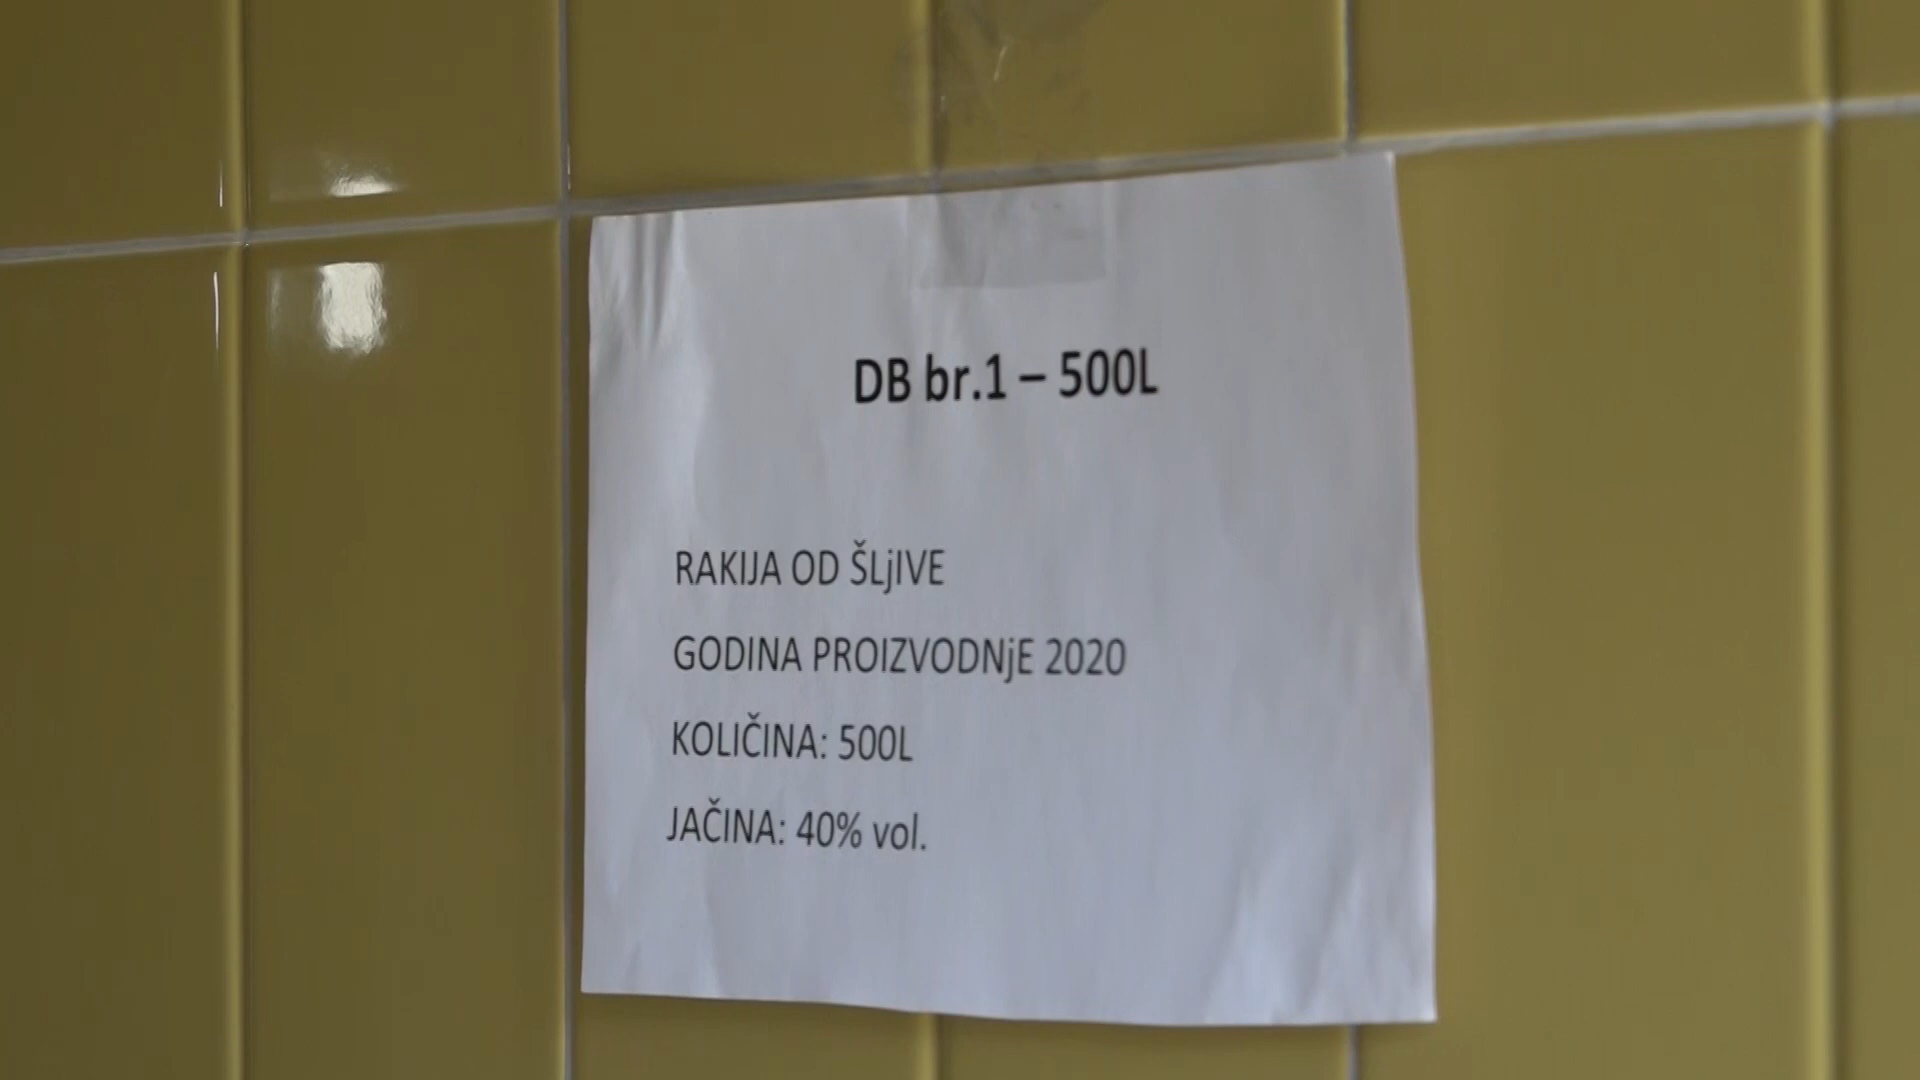 DB br.1 – 500L
RAKIJA OD ŠLjIVE
GODINA PROIZVODNjE 2020
KOLIČINA: 500L
JAČINA: 40% vol.